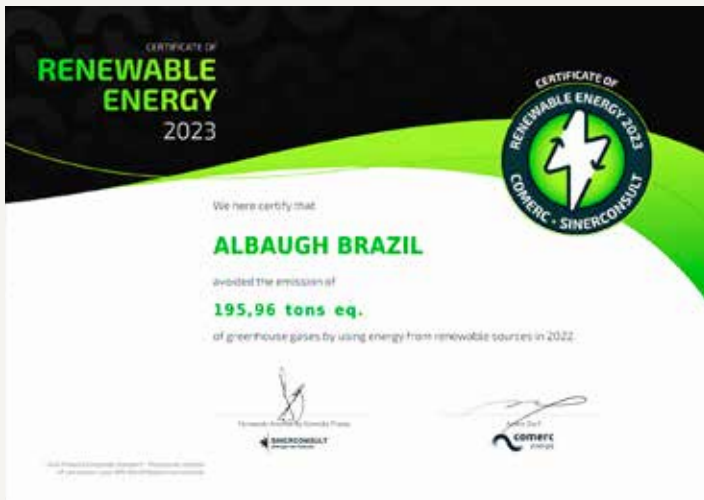 CERTIFICATE OF
RENEWABLE
ENERGY
2023
CERTIFICATE OF
RENEWABLE ENERGY 2023
COMERC • SINERCONSULT
We here certify that
ALBAUGH BRAZIL
avoided the emission of
195,96 tons eq.
of greenhouse gases by using energy from renewable sources in 2022.
SINERCONSULT
comerc